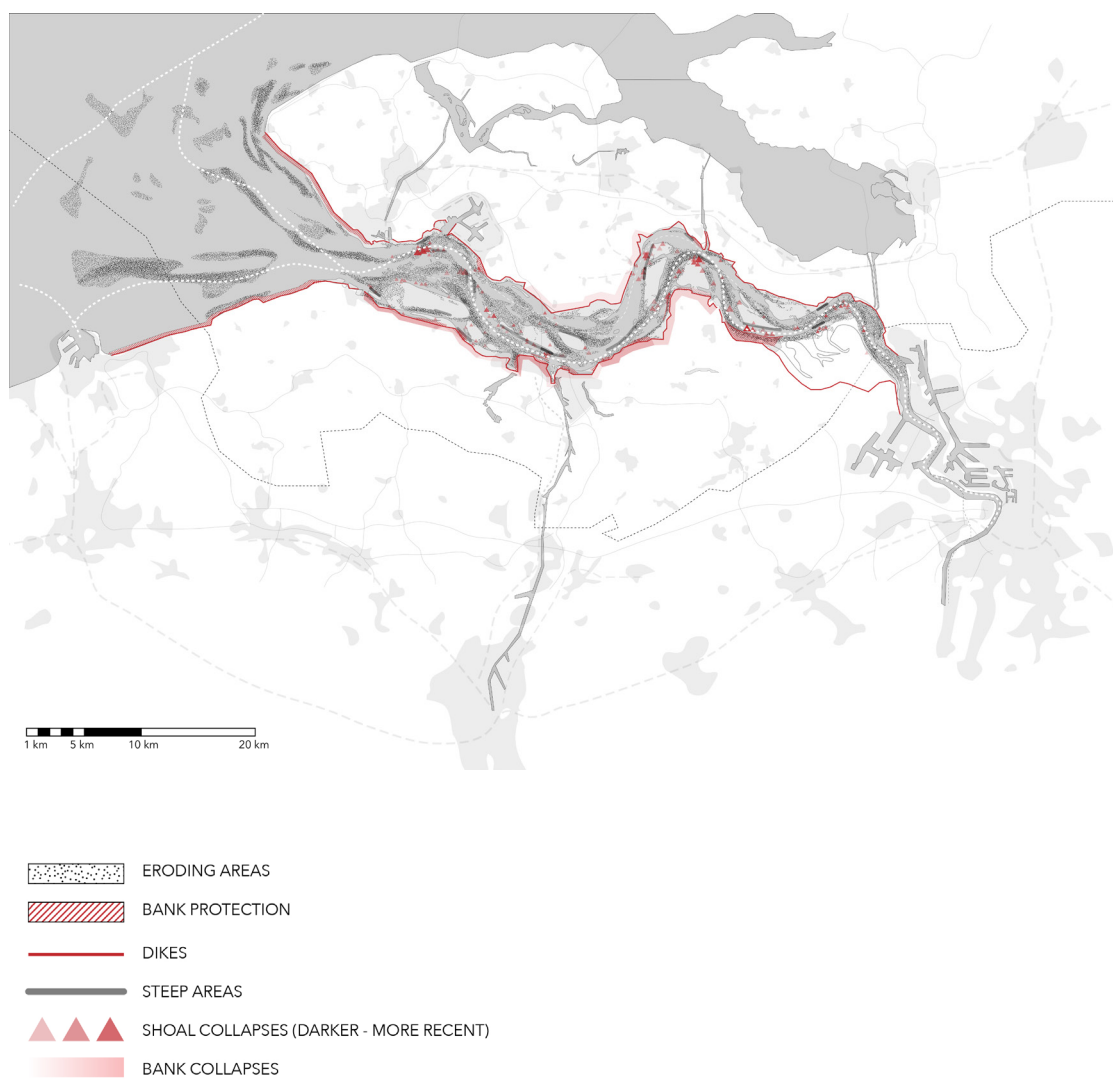 1 km 5 km 10 km 20 km
ERODING AREAS
BANK PROTECTION
DIKES
STEEP AREAS
SHOAL COLLAPSES (DARKER - MORE RECENT)
BANK COLLAPSES